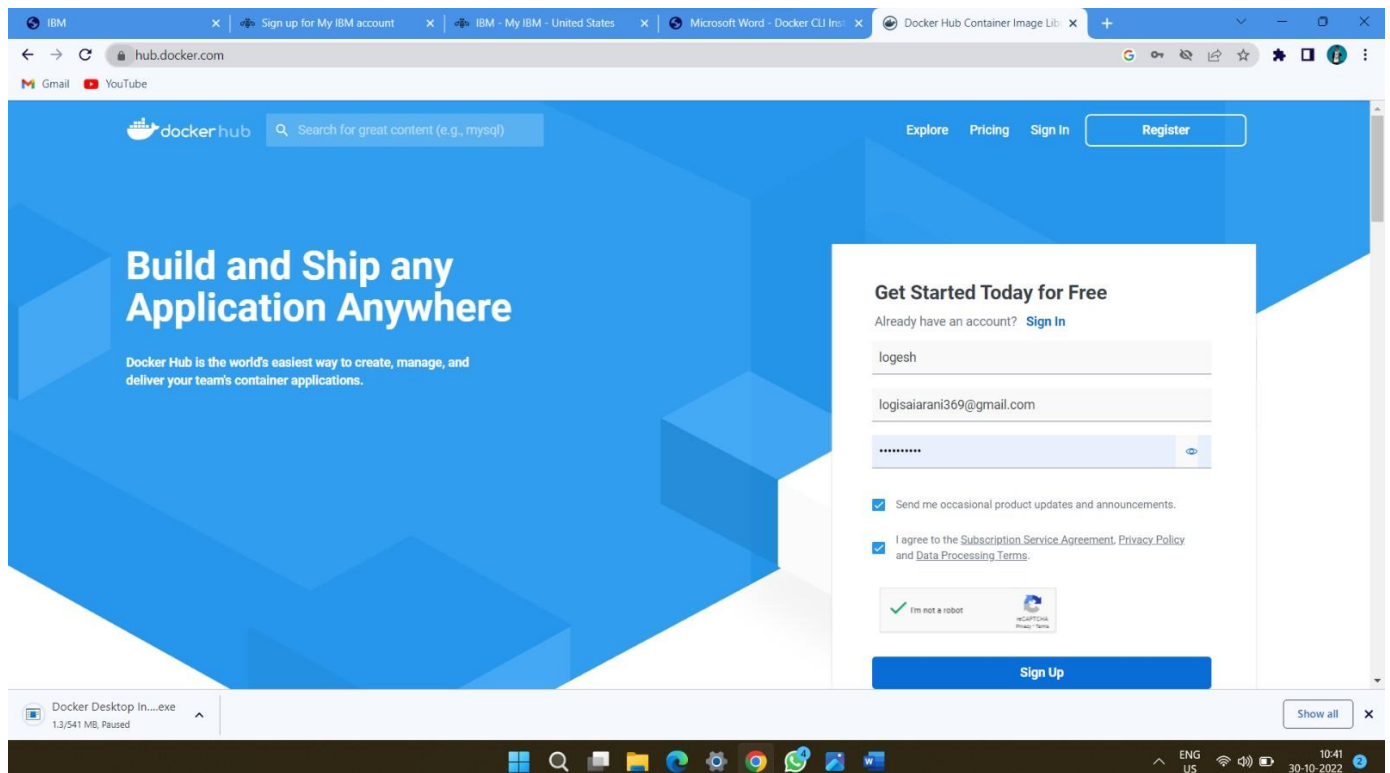 IBM
Sign up for My IBM account
IBM - My IBM - United States
Microsoft Word - Docker CLI Inst
Docker Hub Container Image Lib
hub.docker.com
Gmail
YouTube
docker hub
Search for great content (e.g., mysql)
Explore
Pricing
Sign In
Register
Build and Ship any
Application Anywhere
Docker Hub is the world's easiest way to create, manage, and
deliver your team's container applications.
Get Started Today for Free
Already have an account? Sign In
logesh
logisaiarani369@gmail.com
••••••••••
Send me occasional product updates and announcements.
I agree to the Subscription Service Agreement, Privacy Policy
and Data Processing Terms.
I'm not a robot
reCAPTCHA
Privacy - Terms
Sign Up
Docker Desktop In....exe
1.3/541 MB, Paused
Show all
4
ENG
US
10:41
30-10-2022
2